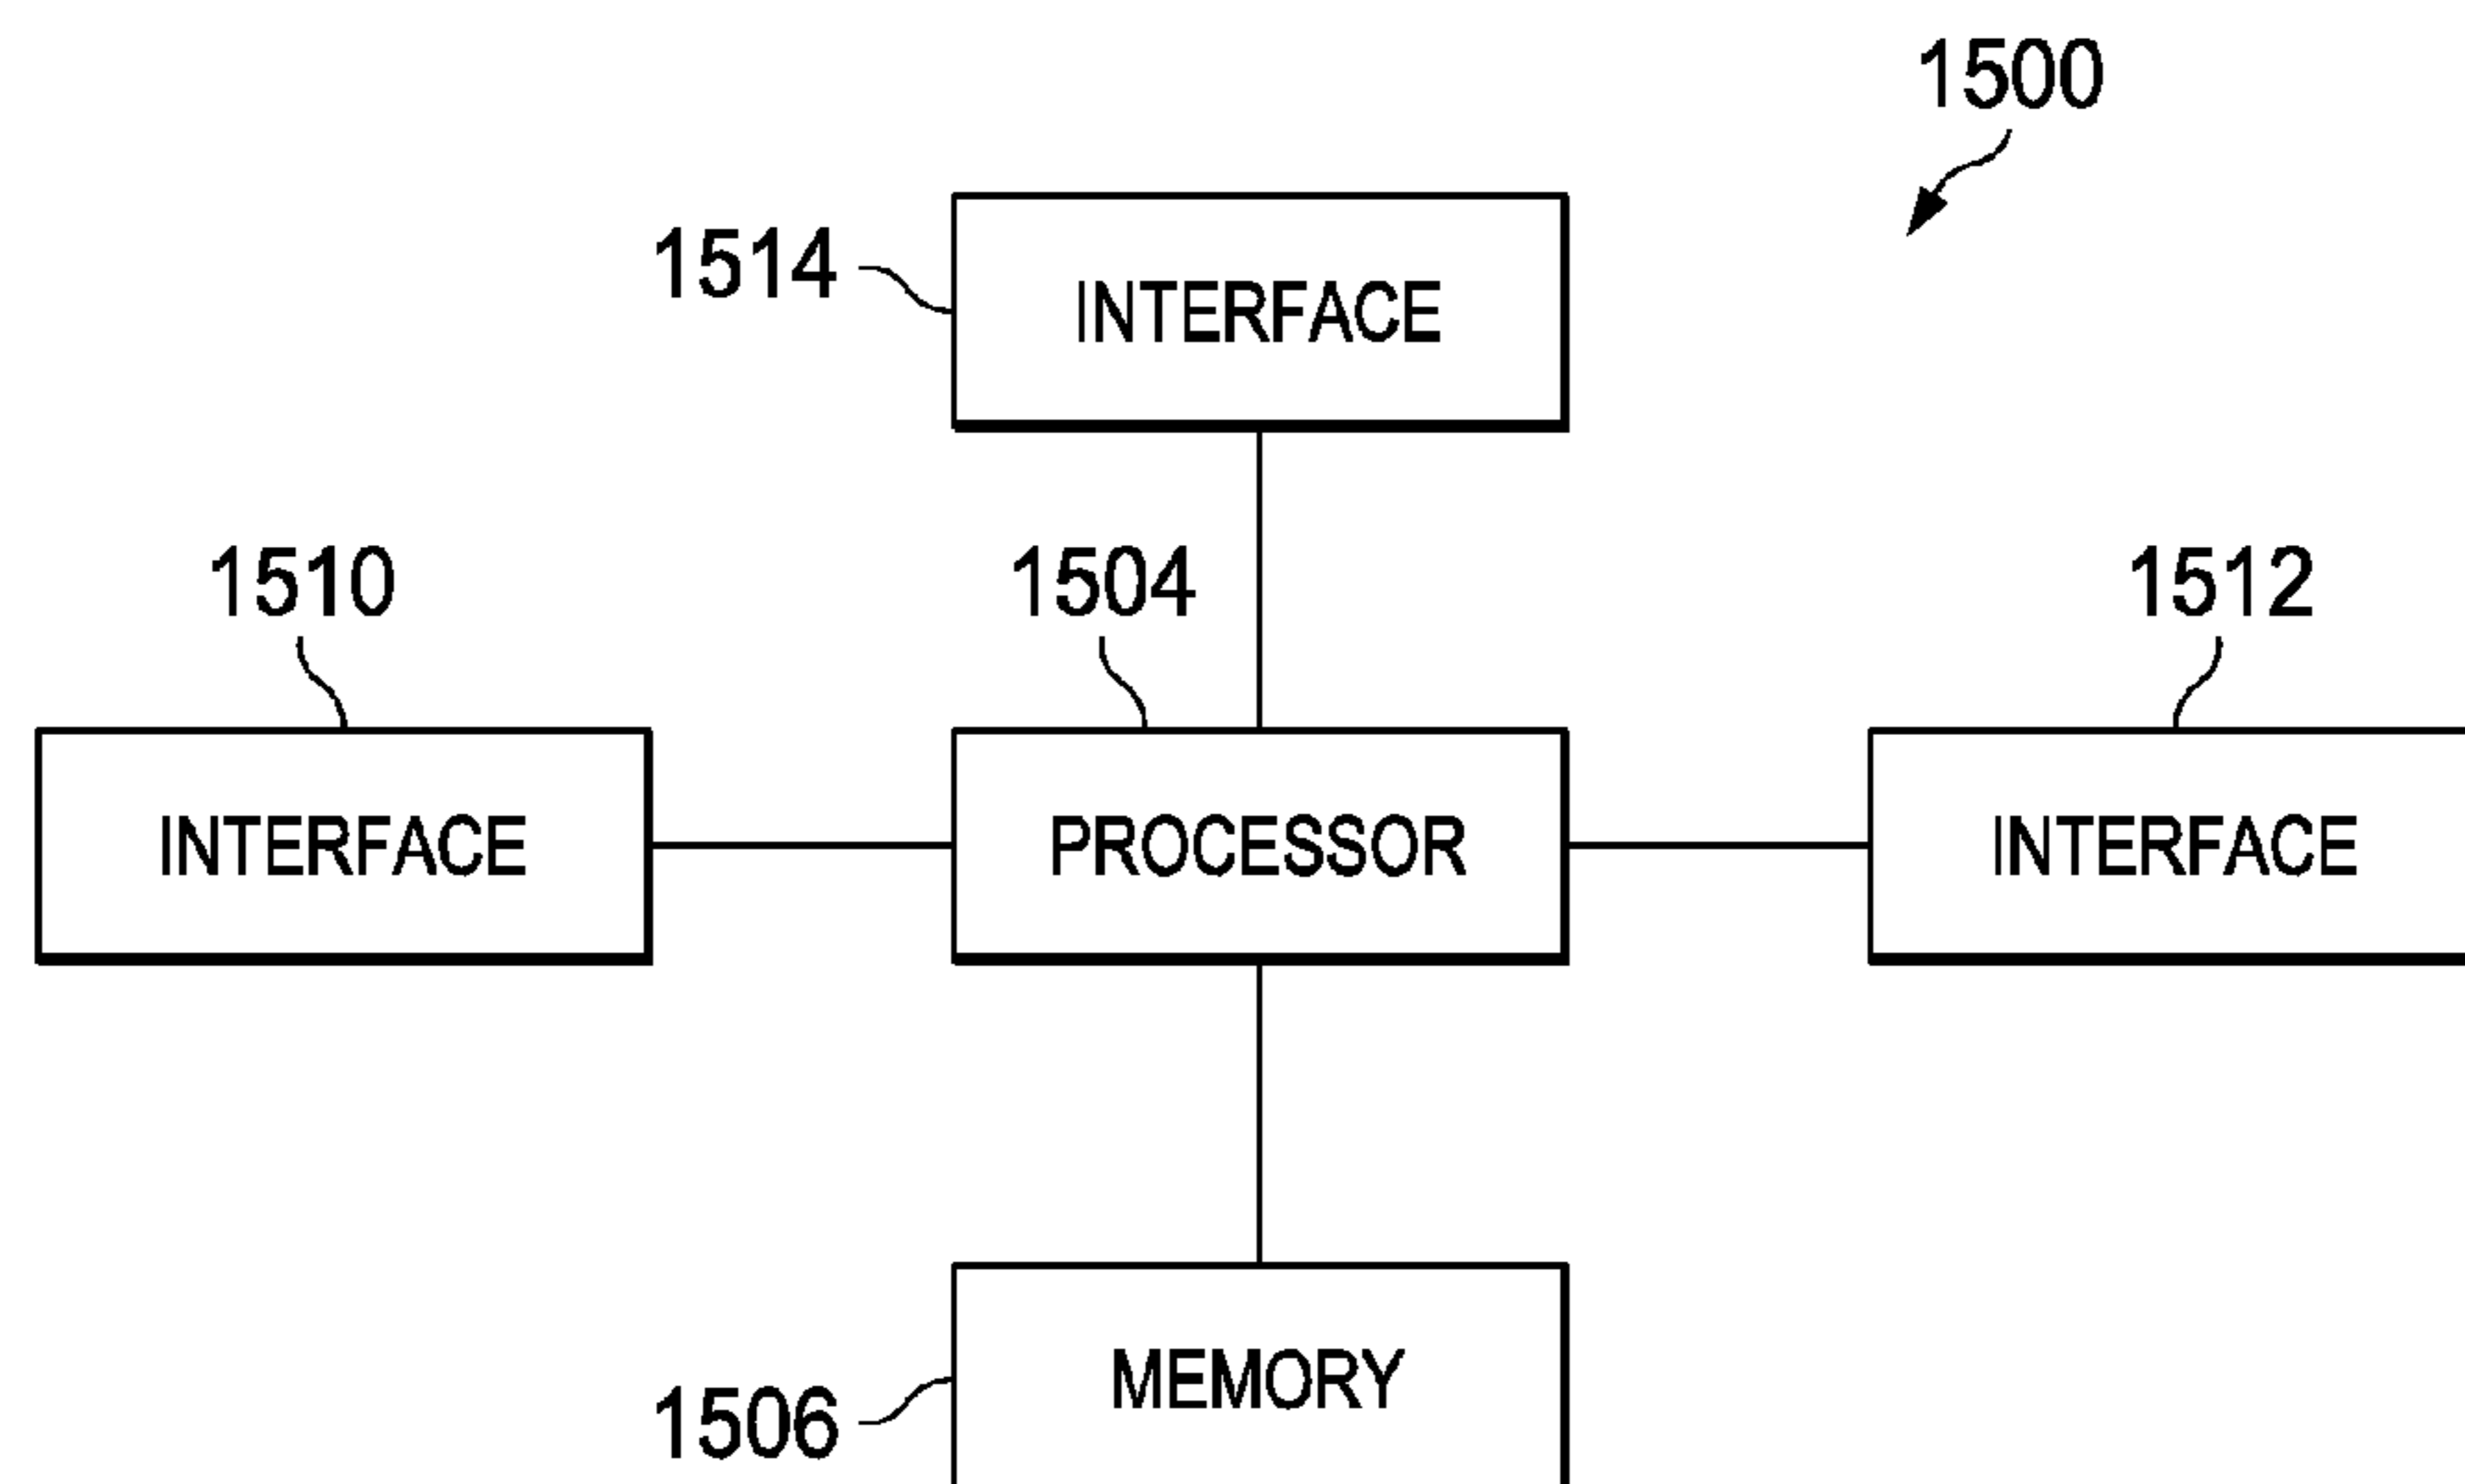 1500
1514
INTERFACE
1510
1504
1512
INTERFACE
PROCESSOR
INTERFACE
MEMORY
1506